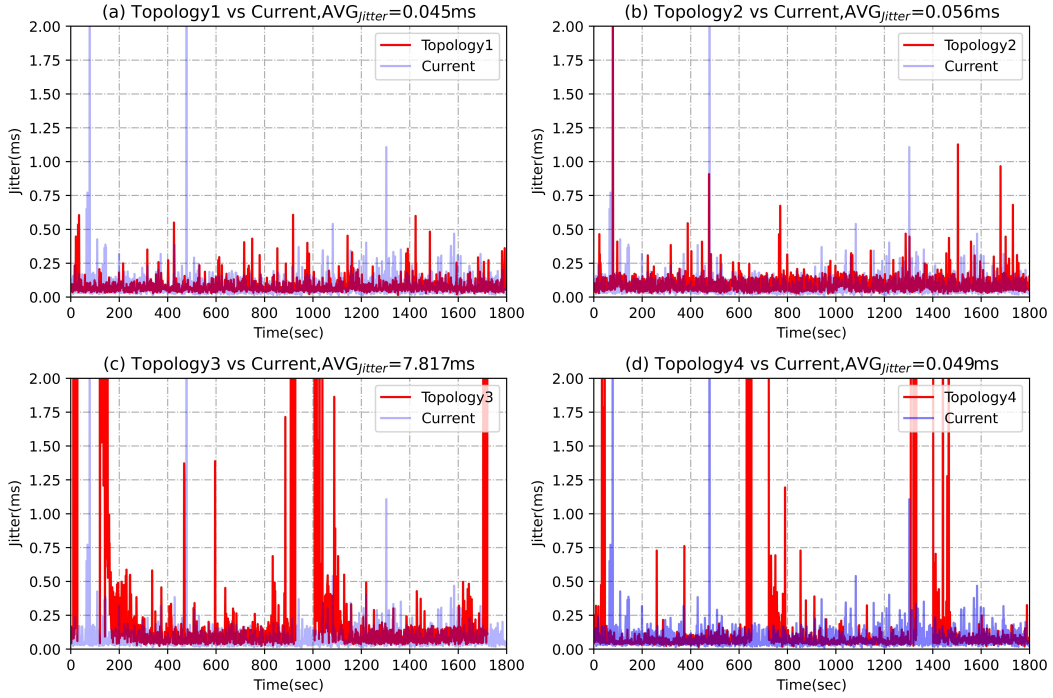 (a) Topology1 vs Current,AVG_Jitter=0.045ms
Jitter(ms)
2.00
1.75
1.50
1.25
1.00
0.75
0.50
0.25
0.00
Topology1
Current
0 200 400 600 800 1000 1200 1400 1600 1800
Time(sec)
(b) Topology2 vs Current,AVG_Jitter=0.056ms
Jitter(ms)
2.00
1.75
1.50
1.25
1.00
0.75
0.50
0.25
0.00
Topology2
Current
0 200 400 600 800 1000 1200 1400 1600 1800
Time(sec)
(c) Topology3 vs Current,AVG_Jitter=7.817ms
Jitter(ms)
2.00
1.75
1.50
1.25
1.00
0.75
0.50
0.25
0.00
Topology3
Current
0 200 400 600 800 1000 1200 1400 1600 1800
Time(sec)
(d) Topology4 vs Current,AVG_Jitter=0.049ms
Jitter(ms)
2.00
1.75
1.50
1.25
1.00
0.75
0.50
0.25
0.00
Topology4
Current
0 200 400 600 800 1000 1200 1400 1600 1800
Time(sec)